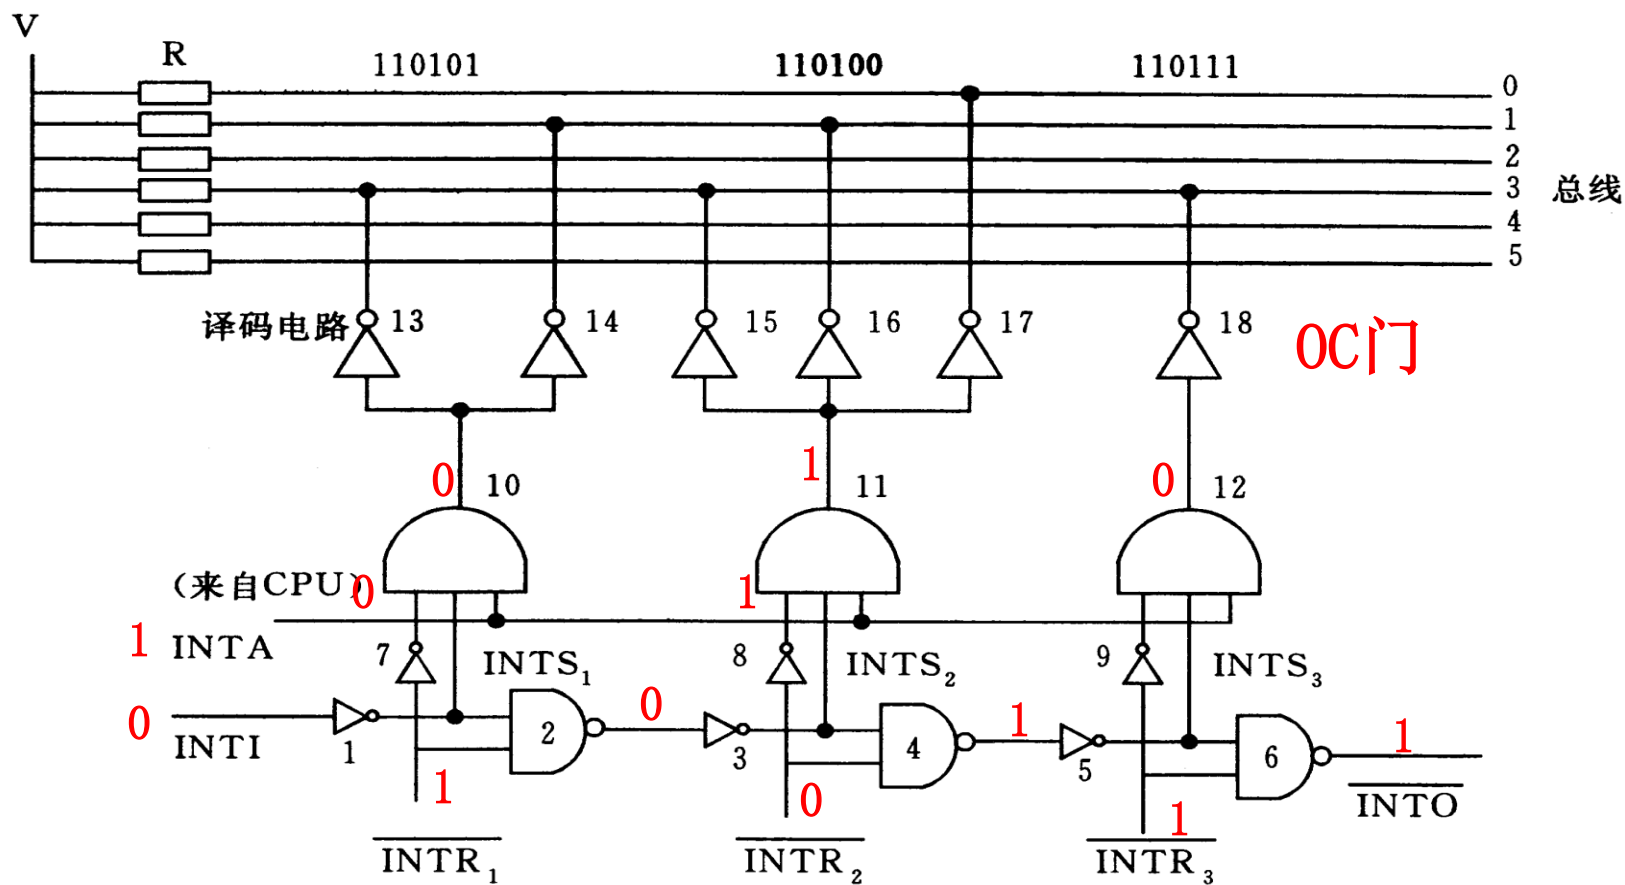 V
R
110101
110100
110111
0
1
2
3
4
5
总线
译码电路
13
14
15
16
17
18
OC门
0
10
1
11
0
12
(来自CPU)
0
1
1
INTA
7
INTS₁
8
INTS₂
9
INTS₃
0
INTI
1
2
0
3
4
1
5
6
1
INTO
1
0
1
INTR₁
INTR₂
INTR₃